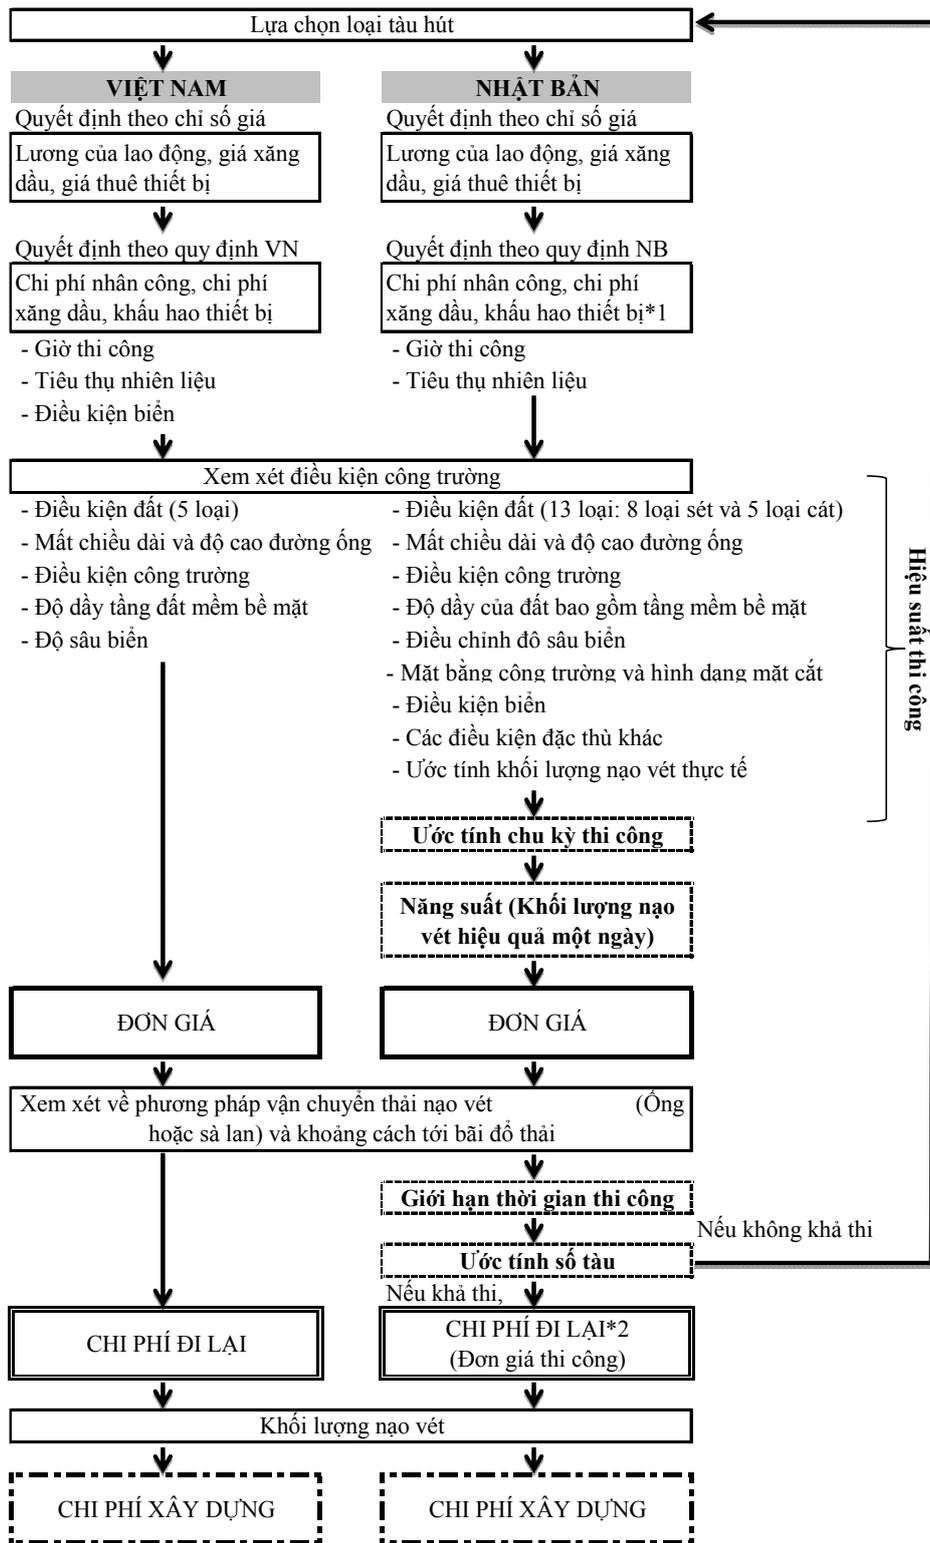 Lựa chọn loại tàu hút
VIỆT NAM
Quyết định theo chỉ số giá
Lương của lao động, giá xăng
dầu, giá thuê thiết bị
Quyết định theo quy định VN
Chi phí nhân công, chi phí
xăng dầu, khấu hao thiết bị
- Giờ thi công
- Tiêu thụ nhiên liệu
- Điều kiện biển
NHẬT BẢN
Quyết định theo chỉ số giá
Lương của lao động, giá xăng
dầu, giá thuê thiết bị
Quyết định theo quy định NB
Chi phí nhân công, chi phí
xăng dầu, khấu hao thiết bị*1
- Giờ thi công
- Tiêu thụ nhiên liệu
Xem xét điều kiện công trường
- Điều kiện đất (5 loại)
- Mất chiều dài và độ cao đường ống
- Điều kiện công trường
- Độ dầy tầng đất mềm bề mặt
- Độ sâu biển
- Điều kiện đất (13 loại: 8 loại sét và 5 loại cát)
- Mất chiều dài và độ cao đường ống
- Điều kiện công trường
- Độ dầy của đất bao gồm tầng mềm bề mặt
- Điều chỉnh đô sâu biển
- Mặt bằng công trường và hình dạng mặt cắt
- Điều kiện biển
- Các điều kiện đặc thù khác
- Ước tính khối lượng nạo vét thực tế
Hiệu suất thi công
Ước tính chu kỳ thi công
Năng suất (Khối lượng nạo
vét hiệu quả một ngày)
ĐƠN GIÁ
ĐƠN GIÁ
Xem xét về phương pháp vận chuyển thải nạo vét (Ống
hoặc sà lan) và khoảng cách tới bãi đổ thải
Giới hạn thời gian thi công
Nếu không khả thi
Ước tính số tàu
Nếu khả thi,
CHI PHÍ ĐI LẠI
CHI PHÍ ĐI LẠI*2
(Đơn giá thi công)
Khối lượng nạo vét
CHI PHÍ XÂY DỰNG
CHI PHÍ XÂY DỰNG